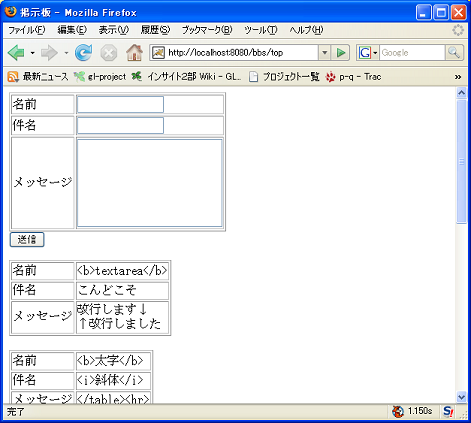 掲示板 - Mozilla Firefox
ファイル(F) 編集(E) 表示(V) 履歴(S) ブックマーク(B) ツール(T) ヘルプ(H)
http://localhost:8080/bbs/top
Google
最新ニュース gl-project インサイト2部 Wiki - GL... プロジェクト一覧 p-q - Trac
名前
件名
メッセージ
送信
名前 <b>textarea</b>
件名 こんどこそ
メッセージ 改行します↓
↑改行しました
名前 <b>太字</b>
件名 <i>斜体</i>
メッセージ </table><hr>
完了 1.150s